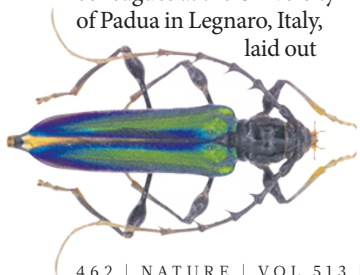 of Padua in Legnaro, Italy,
laid out
462 | NATURE | VOL 513